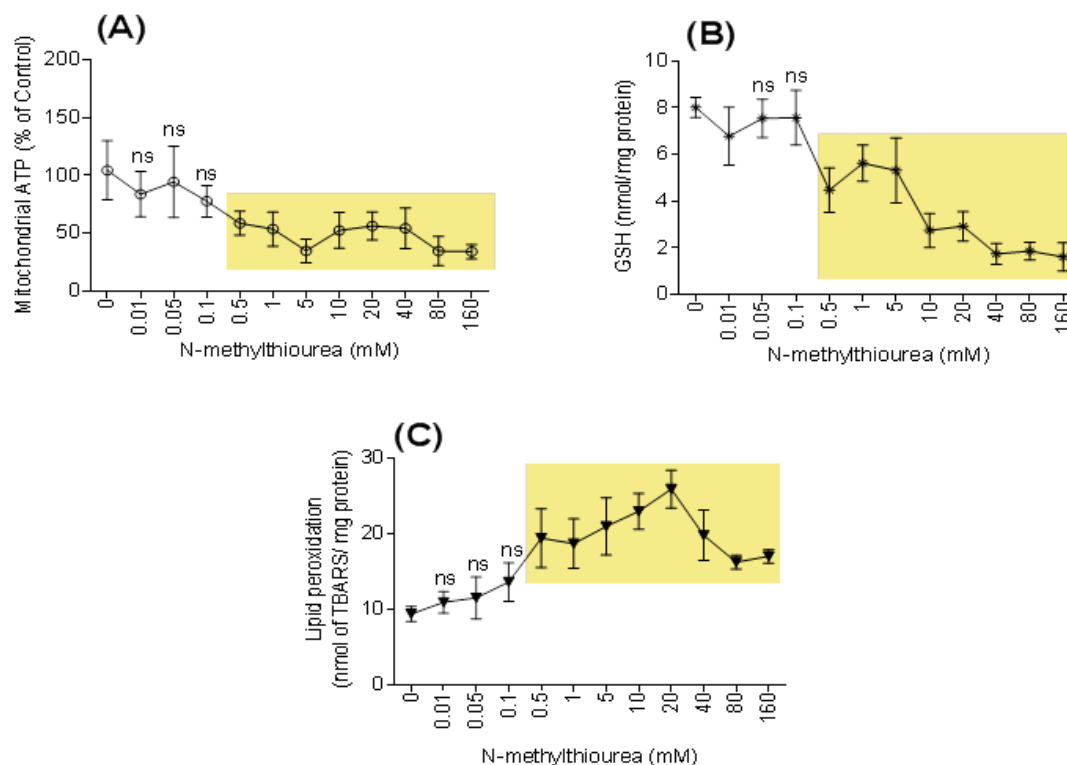 (A)
Mitochondrial ATP (% of Control)
200
150
100
50
0
ns
ns
ns
0
0.01
0.05
0.1
0.5
1
5
10
20
40
80
160
N-methylthiourea (mM)
(B)
GSH (nmol/mg protein)
10
8
6
4
2
0
ns
ns
0
0.01
0.05
0.1
0.5
1
5
10
20
40
80
160
N-methylthiourea (mM)
(C)
Lipid peroxidation
(nmol of TBARS/ mg protein)
30
20
10
0
ns
ns
ns
0
0.01
0.05
0.1
0.5
1
5
10
20
40
80
160
N-methylthiourea (mM)